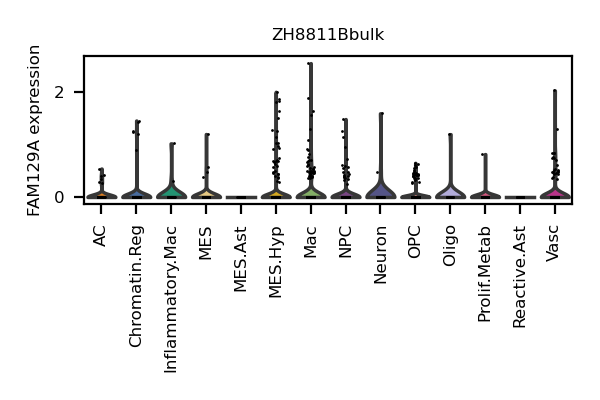 ZH8811Bbulk
FAM129A expression
2
0
AC
Chromatin.Reg
Inflammatory.Mac
MES
MES.Ast
MES.Hyp
Mac
NPC
Neuron
OPC
Oligo
Prolif.Metab
Reactive.Ast
Vasc